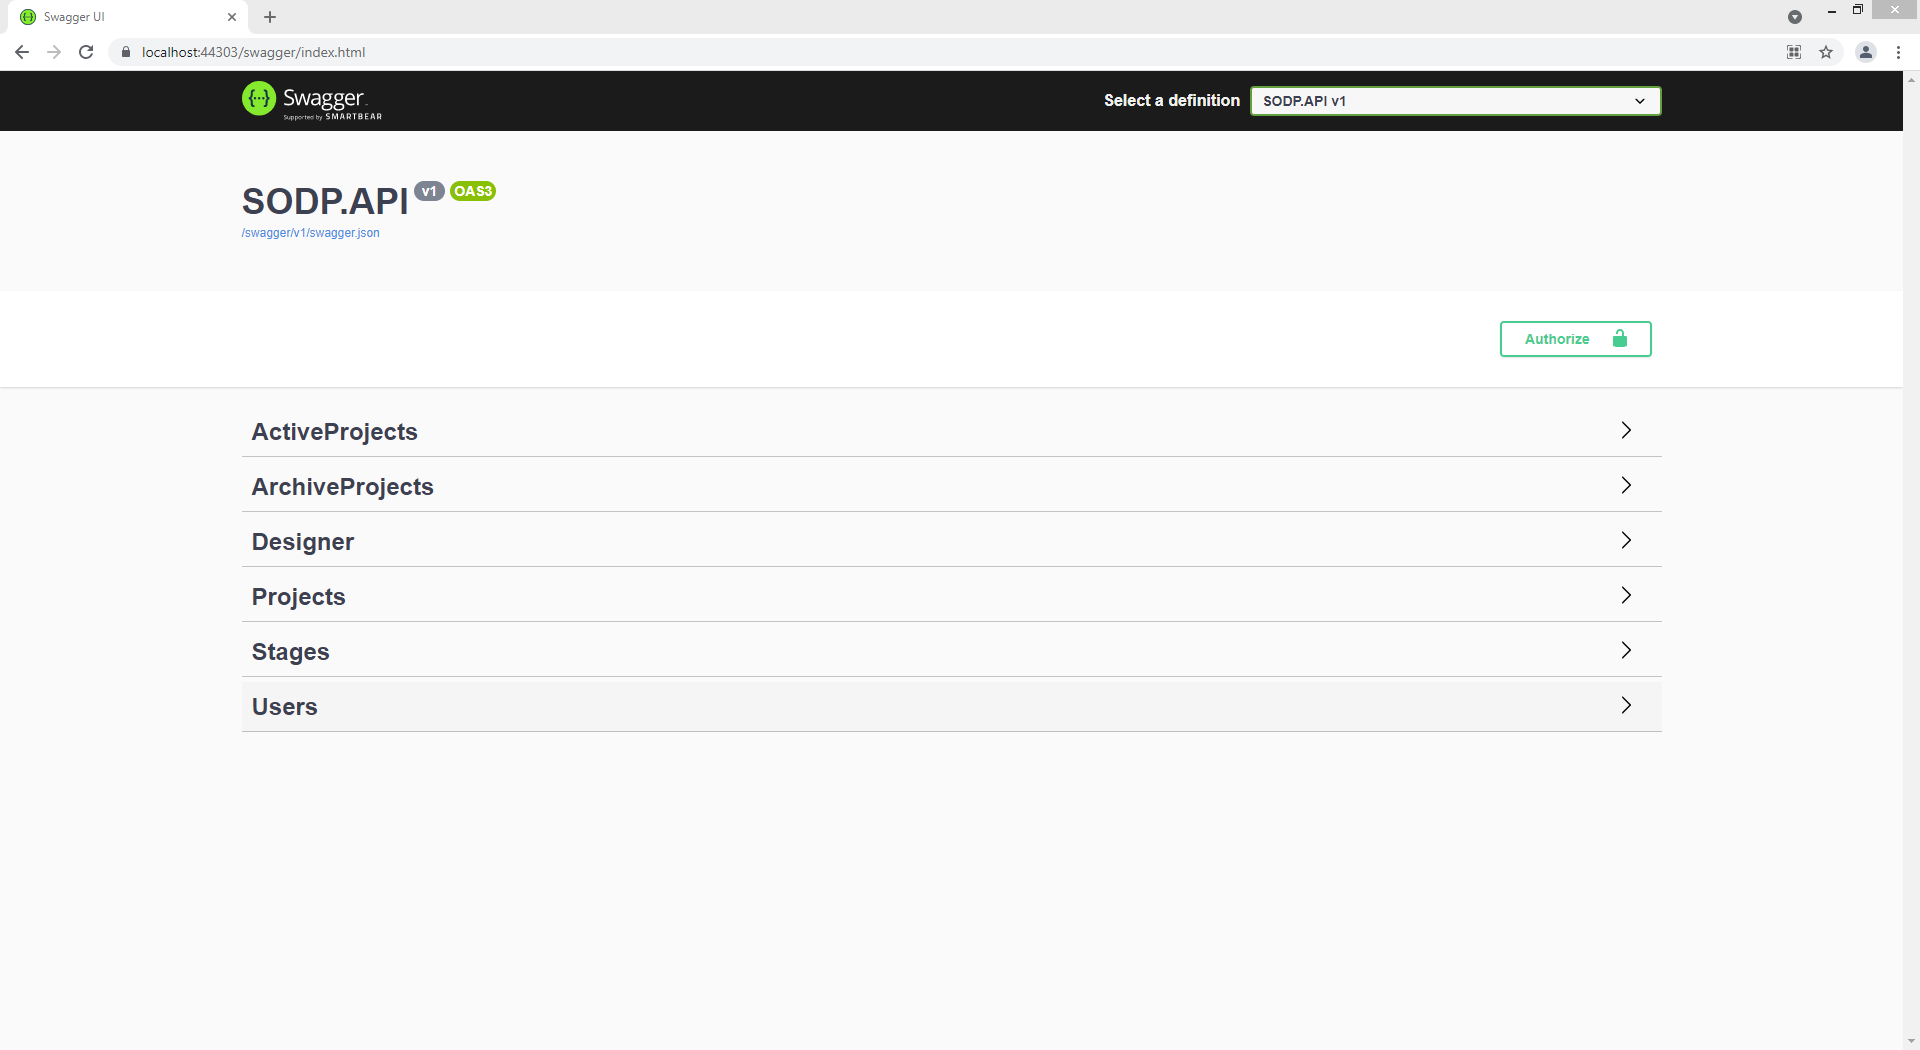 Swagger UI
localhost:44303/swagger/index.html
Swagger
Supported by SMARTBEAR
Select a definition
SODP.API v1
SODP.API v1 OAS3
/swagger/v1/swagger.json
Authorize
ActiveProjects
ArchiveProjects
Designer
Projects
Stages
Users